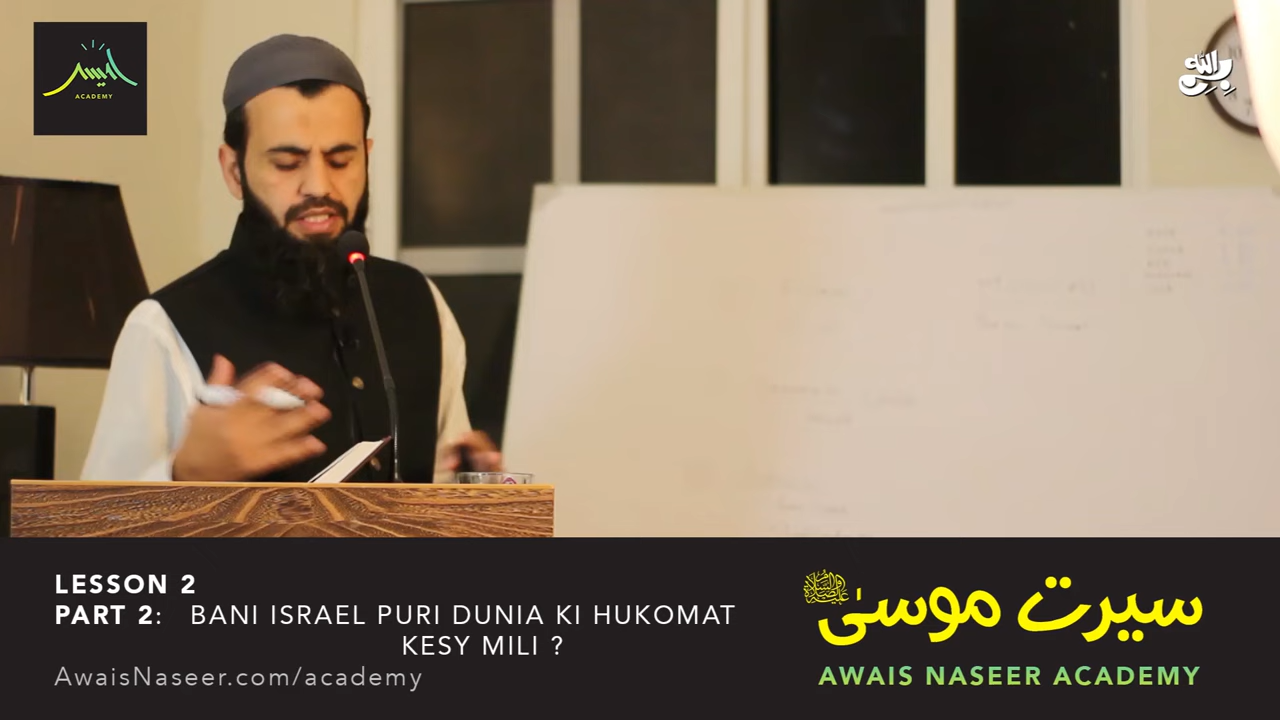 ACADEMY
LESSON 2
PART 2: BANI ISRAEL PURI DUNIA KI HUKOMAT
KESY MILI ?
AwaisNaseer.com/academy
سیرت موسیٰ
AWAIS NASEER ACADEMY